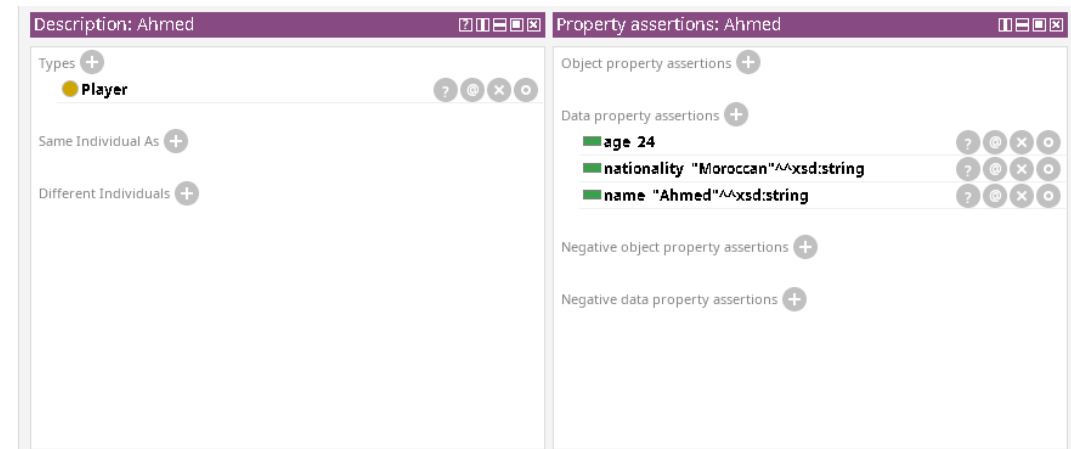 Description: Ahmed
Types
Player
? @
Same Individual As
Different Individuals
Property assertions: Ahmed
Object property assertions
Data property assertions
age 24
? @
nationality "Moroccan"^^xsd:string
? @
name "Ahmed"^^xsd:string
? @
Negative object property assertions
Negative data property assertions